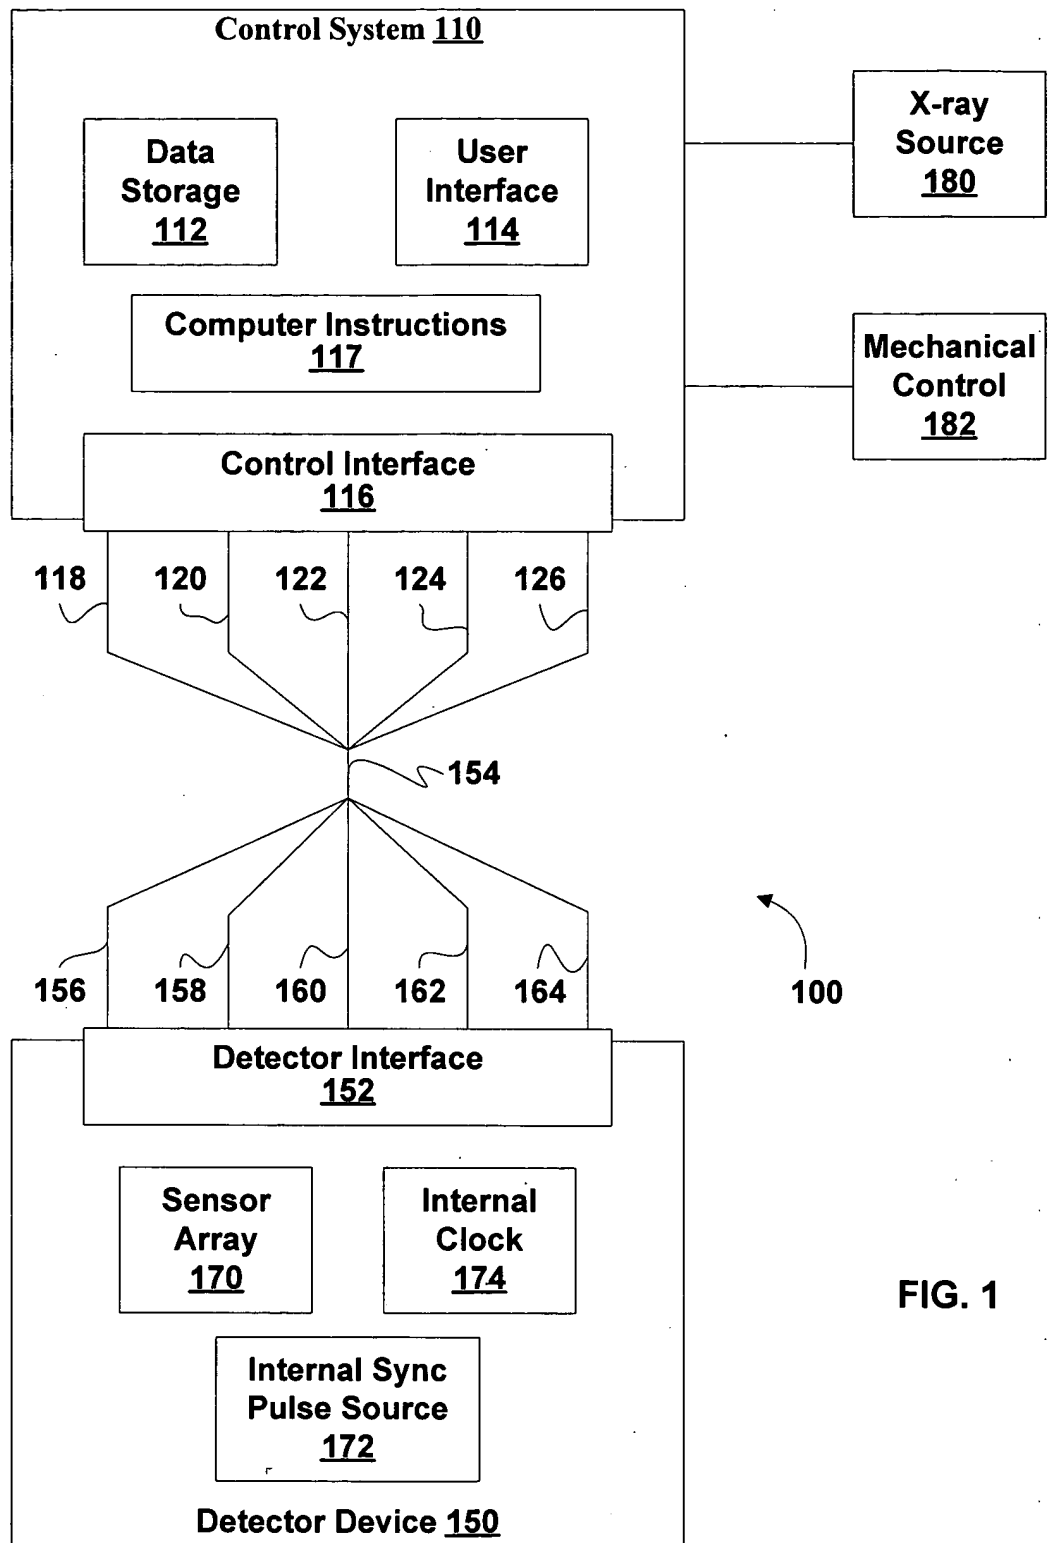 Control System 110
X-ray
Source
180
Data
Storage
112
User
Interface
114
Computer Instructions
117
Mechanical
Control
182
Control Interface
116
118
120
122
124
126
154
156
158
160
162
164
100
Detector Interface
152
Sensor
Array
170
Internal
Clock
174
FIG. 1
Internal Sync
Pulse Source
172
Detector Device 150